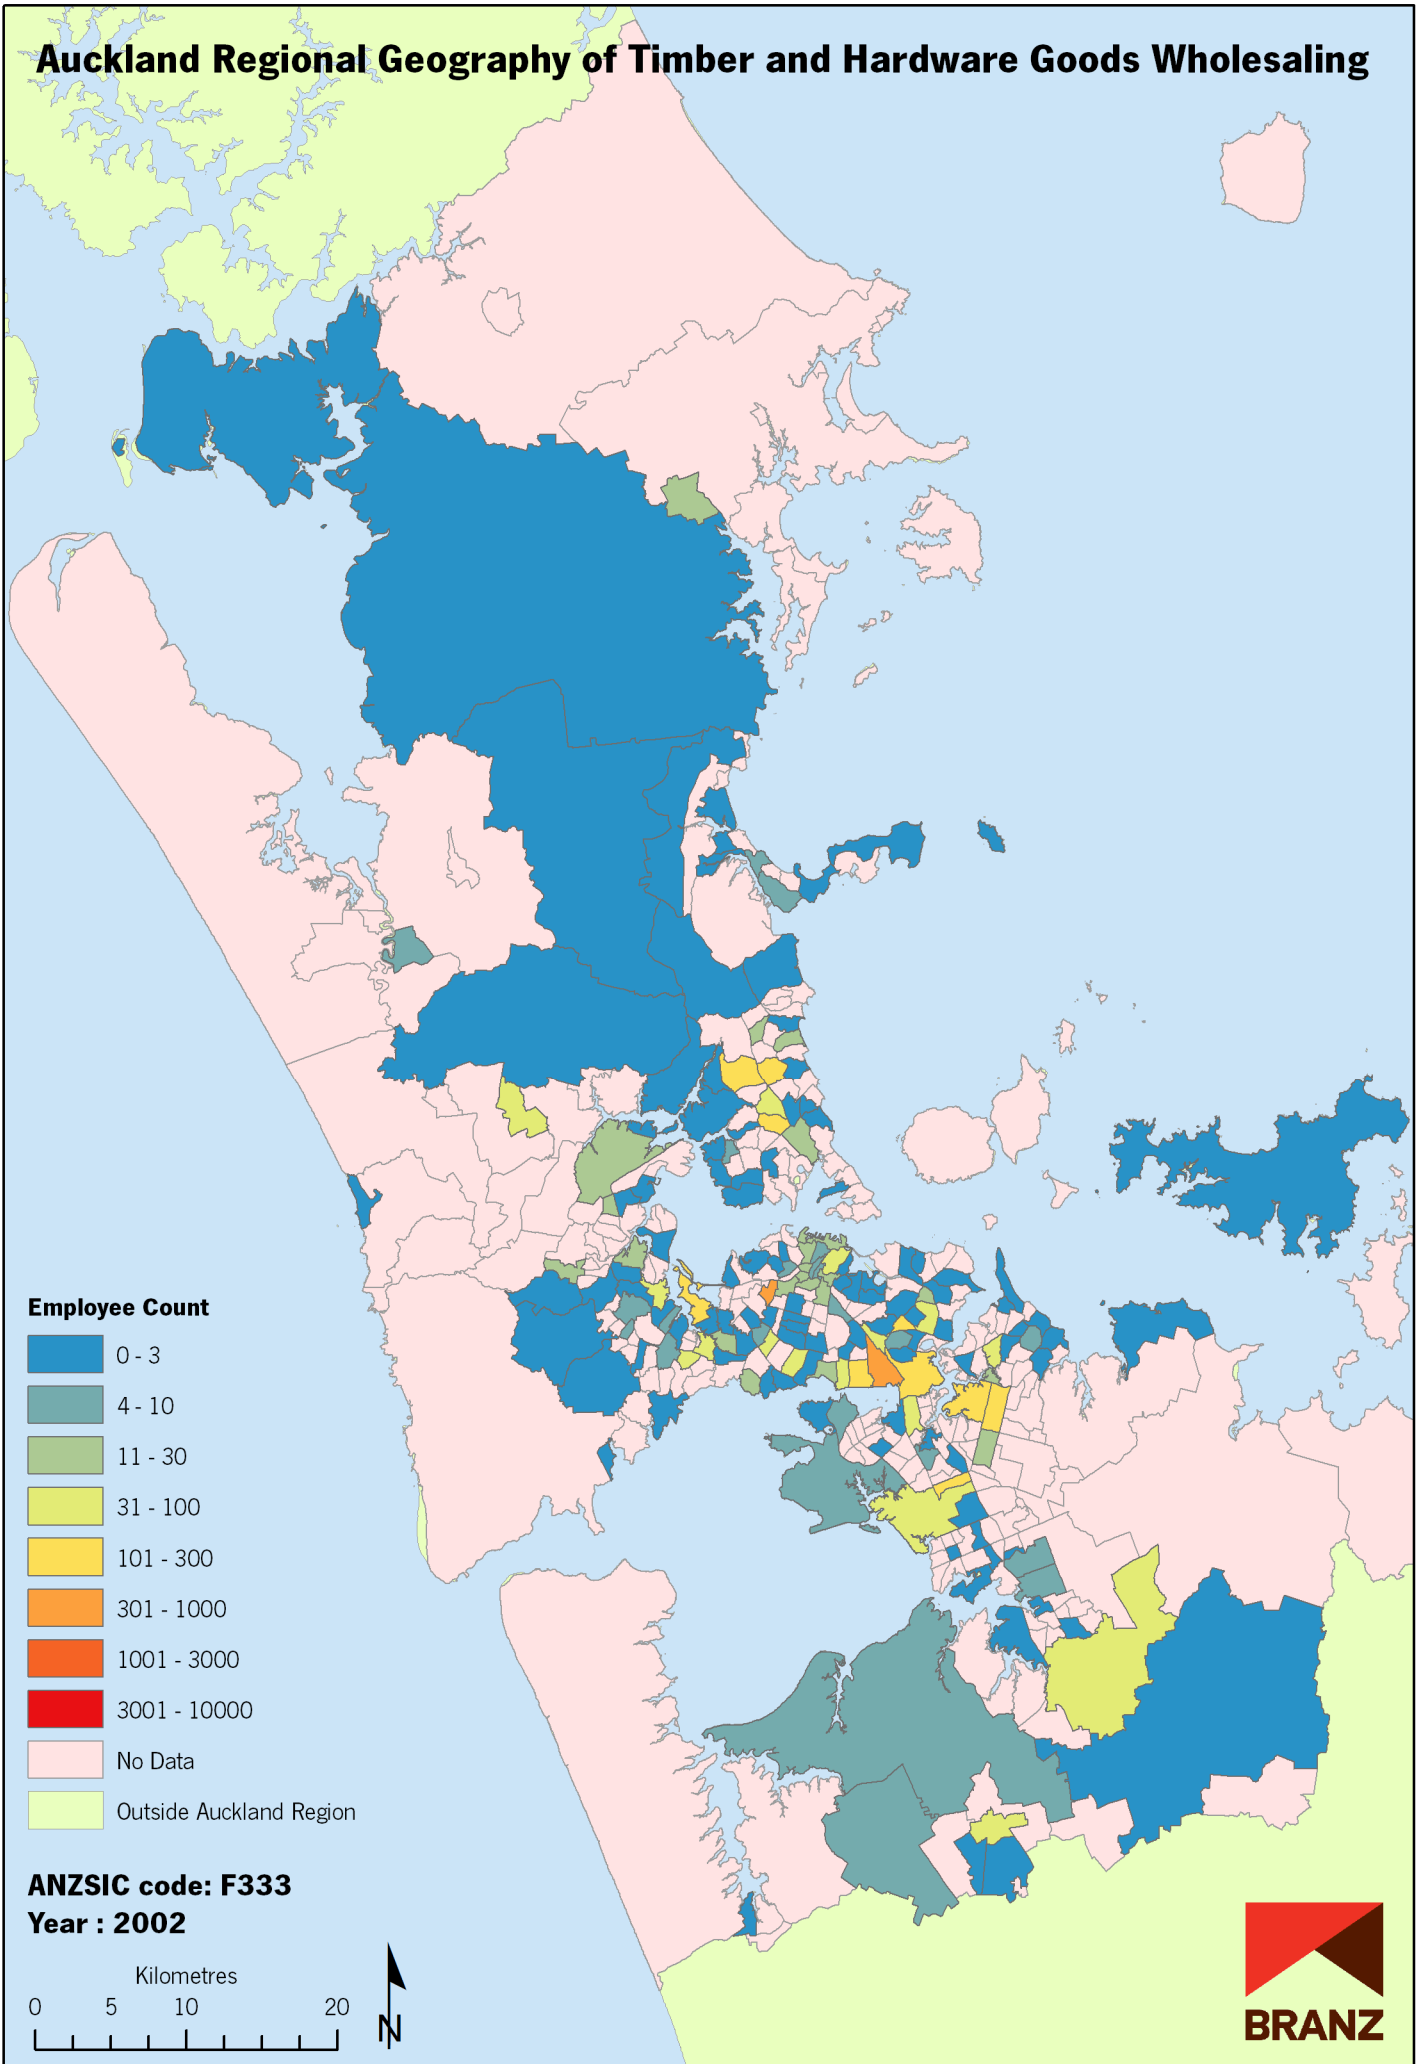 Auckland Regional Geography of Timber and Hardware Goods Wholesaling
Employee Count
0 - 3
4 - 10
11 - 30
31 - 100
101 - 300
301 - 1000
1001 - 3000
3001 - 10000
No Data
Outside Auckland Region
ANZSIC code: F333
Year : 2002
Kilometres
0 5 10 20
N
BRANZ